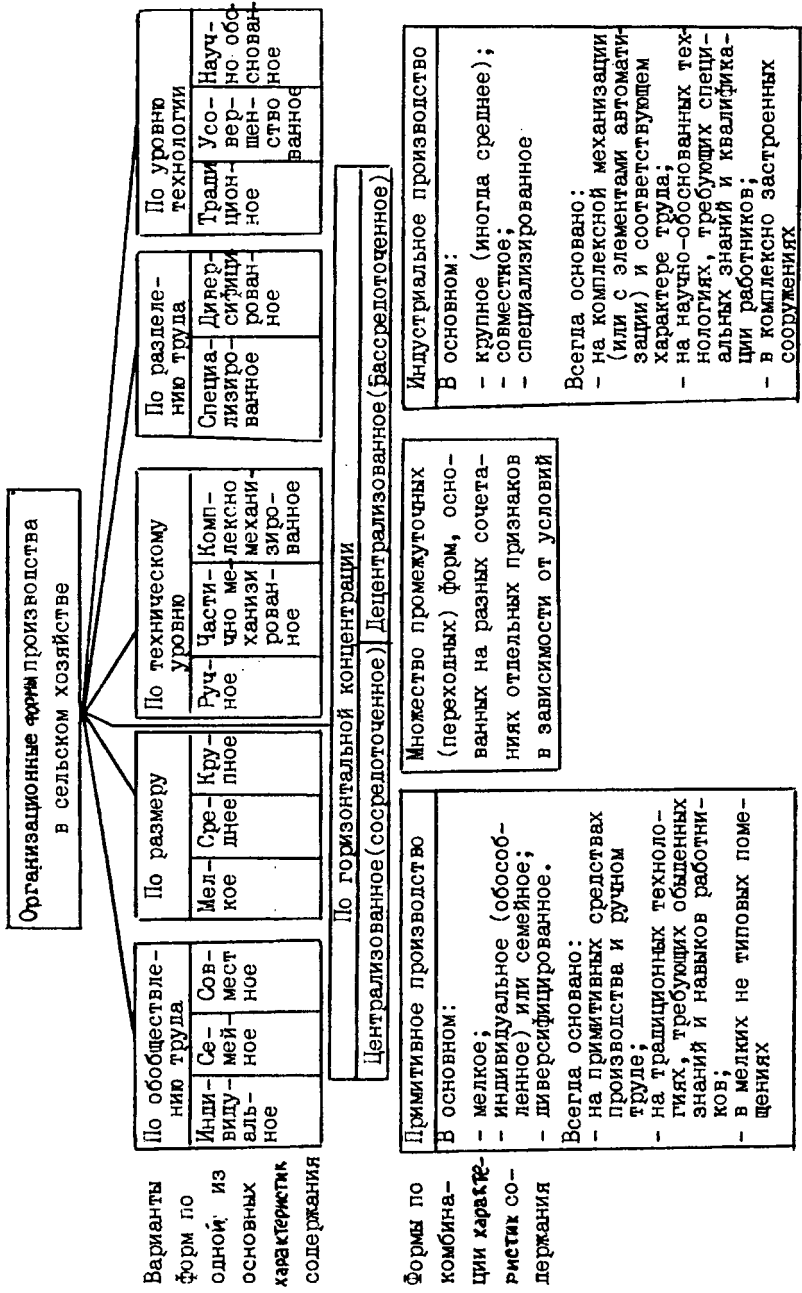 Организационные формы производства
в сельском хозяйстве
Варианты
форм по
одной из
основных
характеристик
содержания
По обобществле-
нию труда
Инди-
виду-
аль-
ное
Се-
мей-
ное
Сов-
мест
ное
По размеру
Мел-
кое
Сре-
днее
Кру-
пное
По техническому
уровню
Руч-
ное
Части-
чно ме-
ханизи
рован-
ное
Комп-
лексно
механи-
зиро-
ванное
По разделе-
нию труда
Специа-
лизиро-
ванное
Дивер-
сифици
рован-
ное
По уровню
технологии
Тради
цион-
ное
Усо-
вер-
шен-
ство
ванное
Науч-
но обо-
снован-
ное
По горизонтальной концентрации
Централизованное(сосредоточенное)
Децентрализованное(рассредоточенное)
Формы по
комбина-
ции характе-
ристик со-
держания
Примитивное производство
В основном:
- мелкое;
- индивидуальное (обособ-
ленное) или семейное;
- диверсифицированное.
Всегда основано:
- на примитивных средствах
производства и ручном
труде;
- на традиционных техноло-
гиях, требующих обыденных
знаний и навыков работни-
ков;
- в мелких не типовых поме-
щениях
Множество промежуточных
(переходных) форм, осно-
ванных на разных сочета-
ниях отдельных признаков
в зависимости от условий
Индустриальное производство
В основном:
- крупное (иногда среднее);
- совместное;
- специализированное
Всегда основано:
- на комплексной механизации
(или с элементами автомати-
зации) и соответствующем
характере труда;
- на научно-обоснованных тех-
нологиях, требующих специ-
альных знаний и квалифика-
ции работников;
- в комплексно застроенных
сооружениях